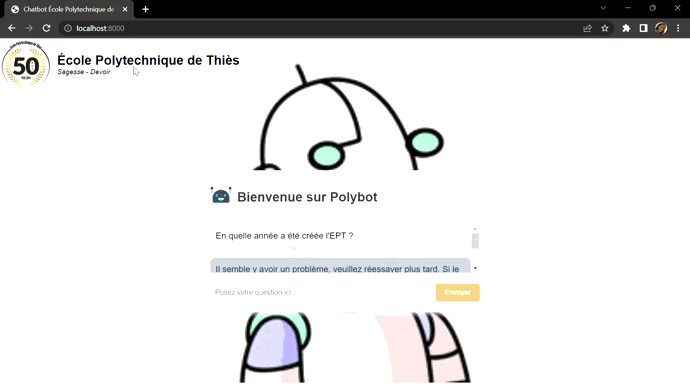 Chatbot École Polytechnique de
localhost:8000
50
École Polytechnique de Thiès
Sagesse - Devoir
Bienvenue sur Polybot
En quelle année a été créée l'EPT ?
Il semble y avoir un problème, veuillez réessayer plus tard. Si le
Posez votre question ici
Envoyer